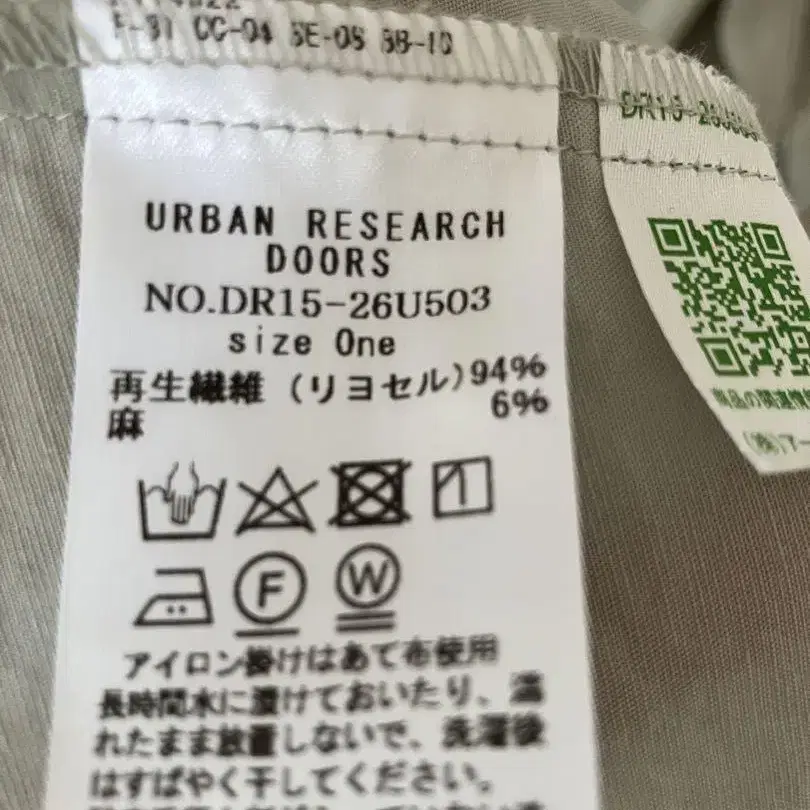 F-31 CC-04 SE-08 BB-10
URBAN RESEARCH
DOORS
NO.DR15-26U503
size One
再生繊維 (リヨセル) 94%
麻 6%
F
W
アイロン掛けはあて布使用
長時間水に漬けておいたり、濡
れたまま放置しないで、洗濯後
はすばやく干してください。
DR15-26U503